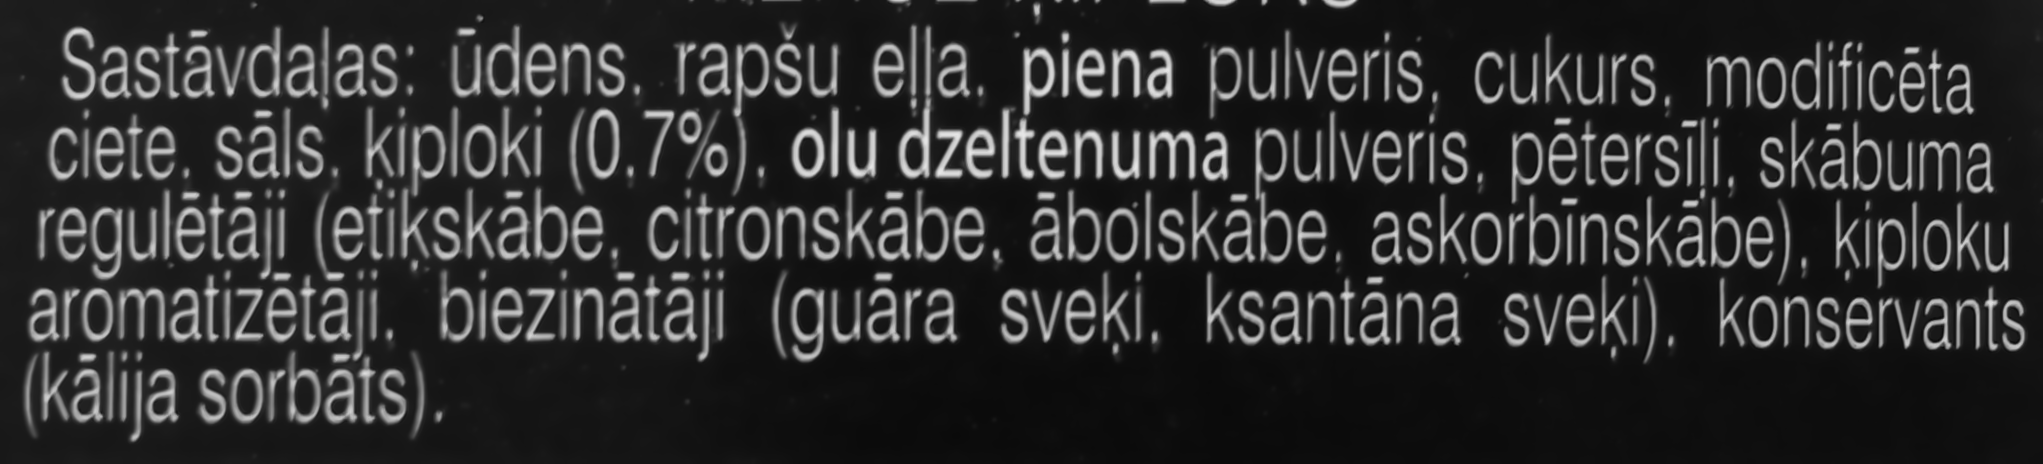 Sastāvdaļas: ūdens, rapšu eļļa, piena pulveris, cukurs, modificēta
ciete, sāls, ķiploki (0,7%), olu dzeltenuma pulveris, pētersīļi, skābuma
regulētāji (etiķskābe, citronskābe, ābolskābe, askorbīnskābe), ķiploku
aromatizētāji, biezinātāji (guāra sveķi, ksantāna sveķi), konservants
(kālija sorbāts).